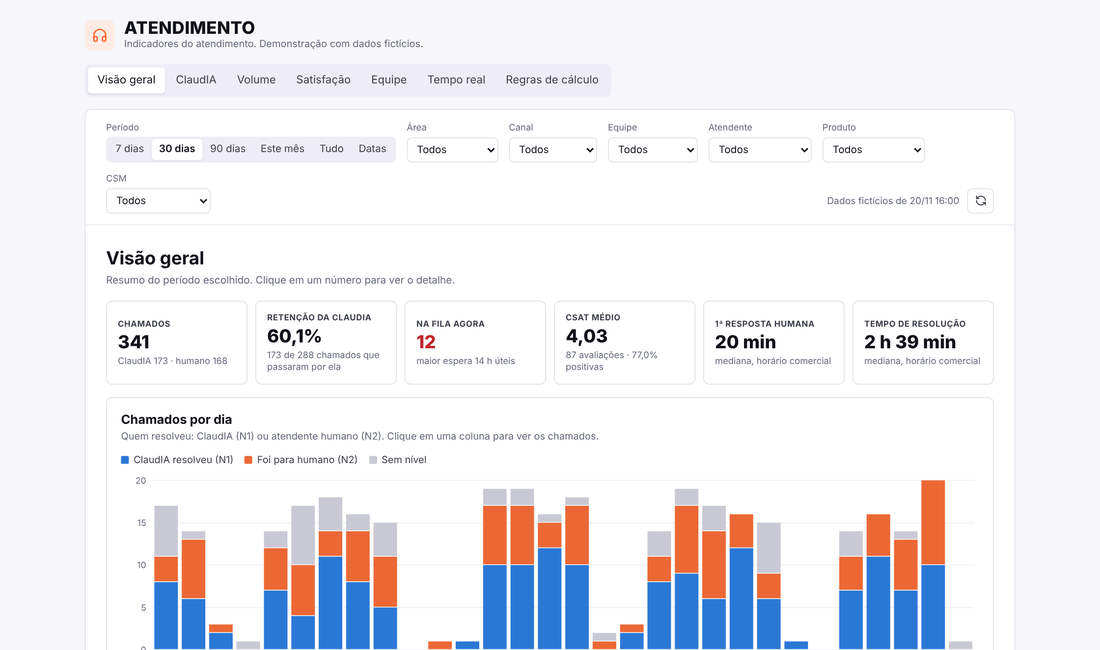 ATENDIMENTO
Indicadores do atendimento. Demonstração com dados fictícios.
Visão geral ClaudIA Volume Satisfação Equipe Tempo real Regras de cálculo
Período Área Canal Equipe Atendente Produto
7 dias 30 dias 90 dias Este mês Tudo Datas Todos Todos Todos Todos Todos
CSM
Todos Dados fictícios de 20/11 16:00
Visão geral
Resumo do período escolhido. Clique em um número para ver o detalhe.
CHAMADOS
341
ClaudIA 173 · humano 168
RETENÇÃO DA CLAUDIA
60,1%
173 de 288 chamados que
passaram por ela
NA FILA AGORA
12
maior espera 14 h úteis
CSAT MÉDIO
4,03
87 avaliações · 77,0%
positivas
1ª RESPOSTA HUMANA
20 min
mediana, horário comercial
TEMPO DE RESOLUÇÃO
2 h 39 min
mediana, horário comercial
Chamados por dia
Quem resolveu: ClaudIA (N1) ou atendente humano (N2). Clique em uma coluna para ver os chamados.
ClaudIA resolveu (N1) Foi para humano (N2) Sem nível
20
15
10
5
0